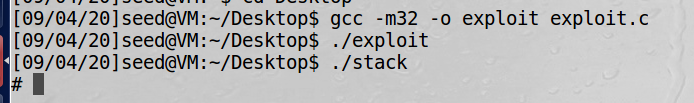 [09/04/20]seed@VM:~/Desktop$ gcc -m32 -o exploit exploit.c
[09/04/20]seed@VM:~/Desktop$ ./exploit
[09/04/20]seed@VM:~/Desktop$ ./stack
#